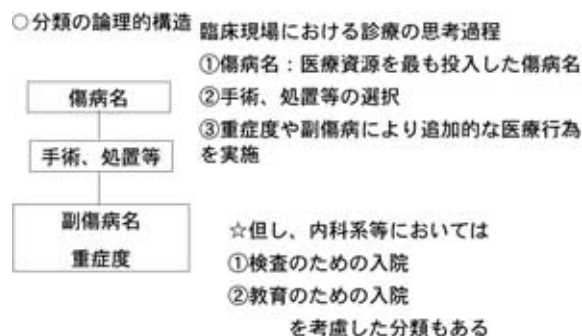 ○分類の論理的構造
臨床現場における診療の思考過程
①傷病名：医療資源を最も投入した傷病名
②手術、処置等の選択
③重症度や副傷病により追加的な医療行為
を実施
傷病名
手術、処置等
副傷病名
重症度
☆但し、内科系等においては
①検査のための入院
②教育のための入院
を考慮した分類もある